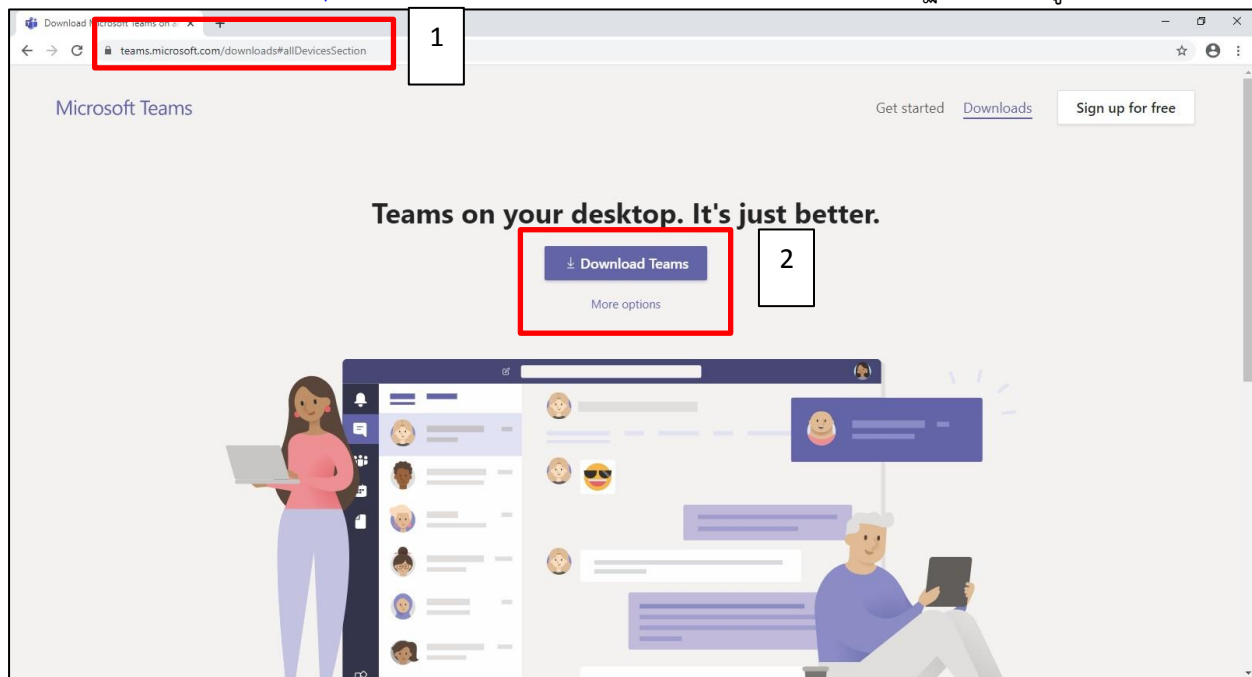 Download Microsoft Teams on a
1
teams.microsoft.com/downloads#allDevicesSection
Microsoft Teams
Get started Downloads Sign up for free
Teams on your desktop. It's just better.
Download Teams
2
More options